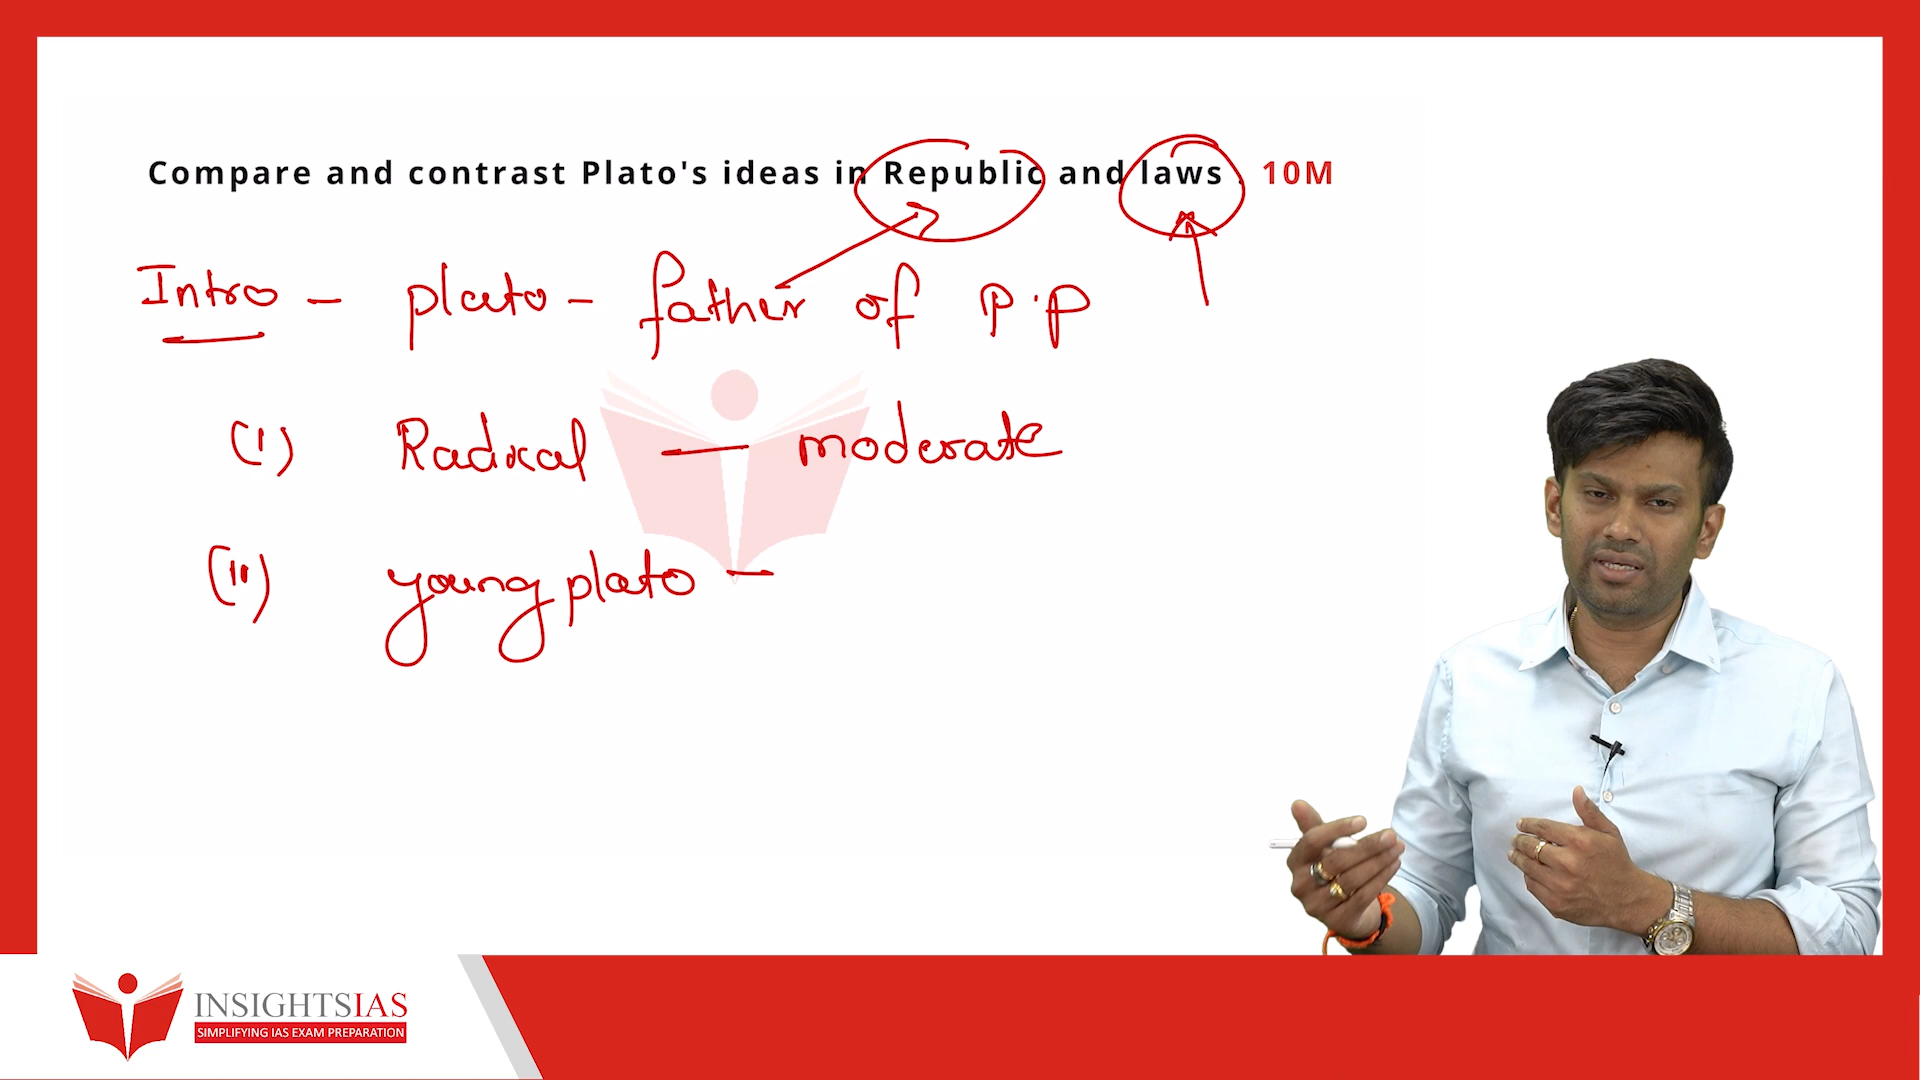 Compare and contrast Plato's ideas in Republic and laws . 10M
Intro - plato - father of p.p
(i) Radical — moderate
(ii) young plato -
INSIGHTSIAS
SIMPLIFYING IAS EXAM PREPARATION